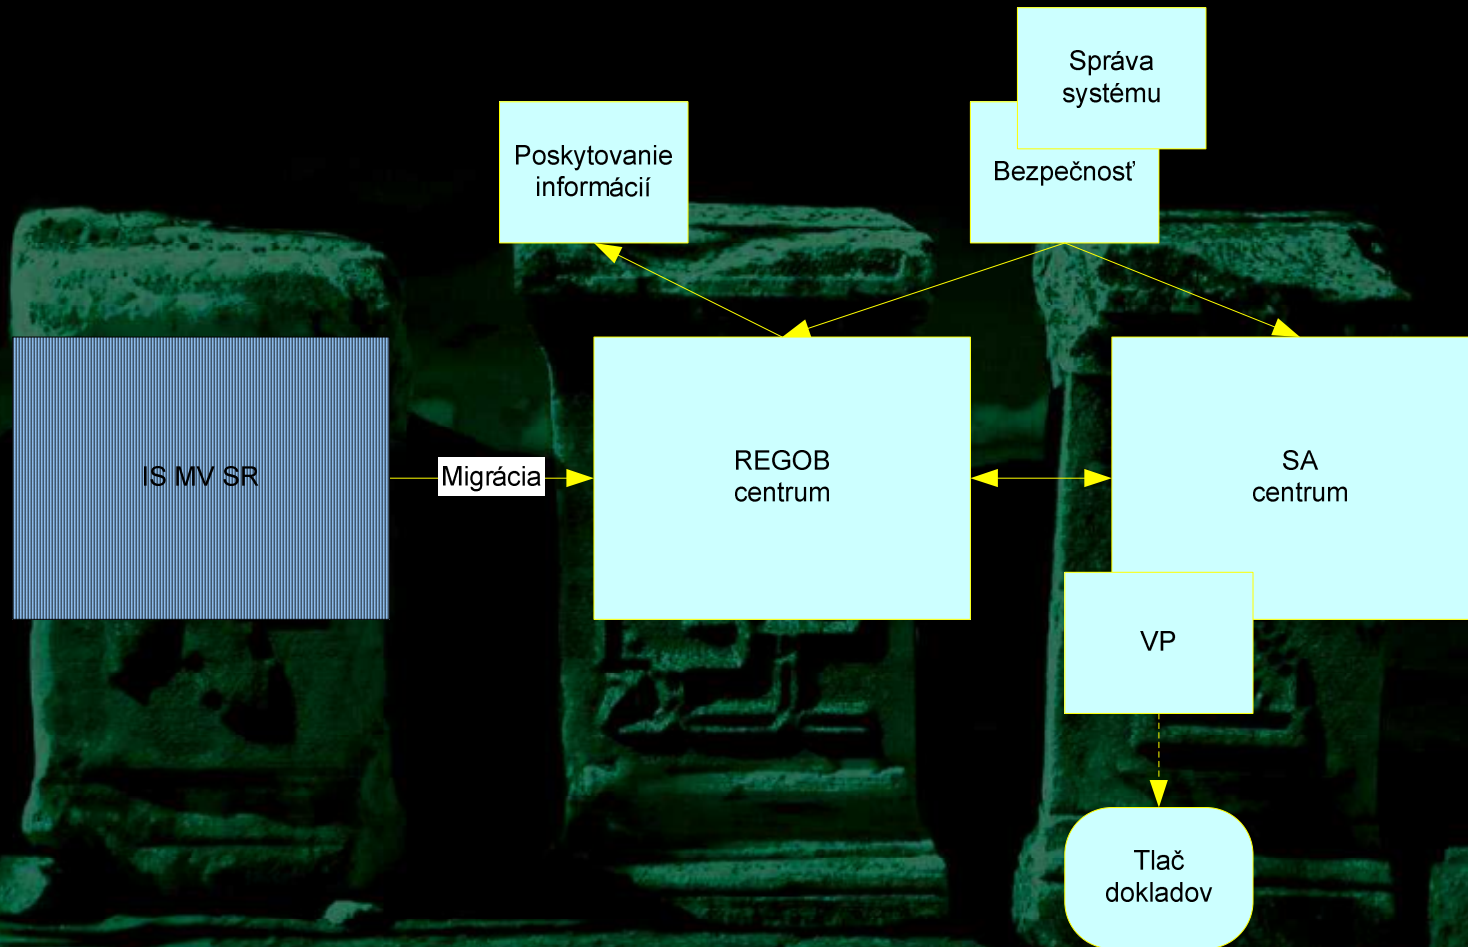 Správa
systému
Poskytovanie
informácií
Bezpečnosť
IS MV SR
Migrácia
REGOB
centrum
SA
centrum
VP
Tlač
dokladov